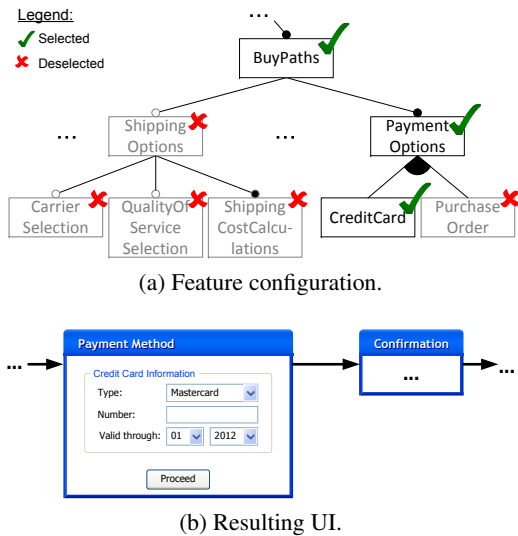 Legend:
Selected
Deselected
...
BuyPaths
...
Shipping
Options
...
Payment
Options
Carrier
Selection
QualityOf
Service
Selection
Shipping
CostCalcu-
lations
CreditCard
Purchase
Order
(a) Feature configuration.
Payment Method
Confirmation
...
Credit Card Information
...
...
Type:
Mastercard
Number:
Valid through:
01
2012
Proceed
(b) Resulting UI.